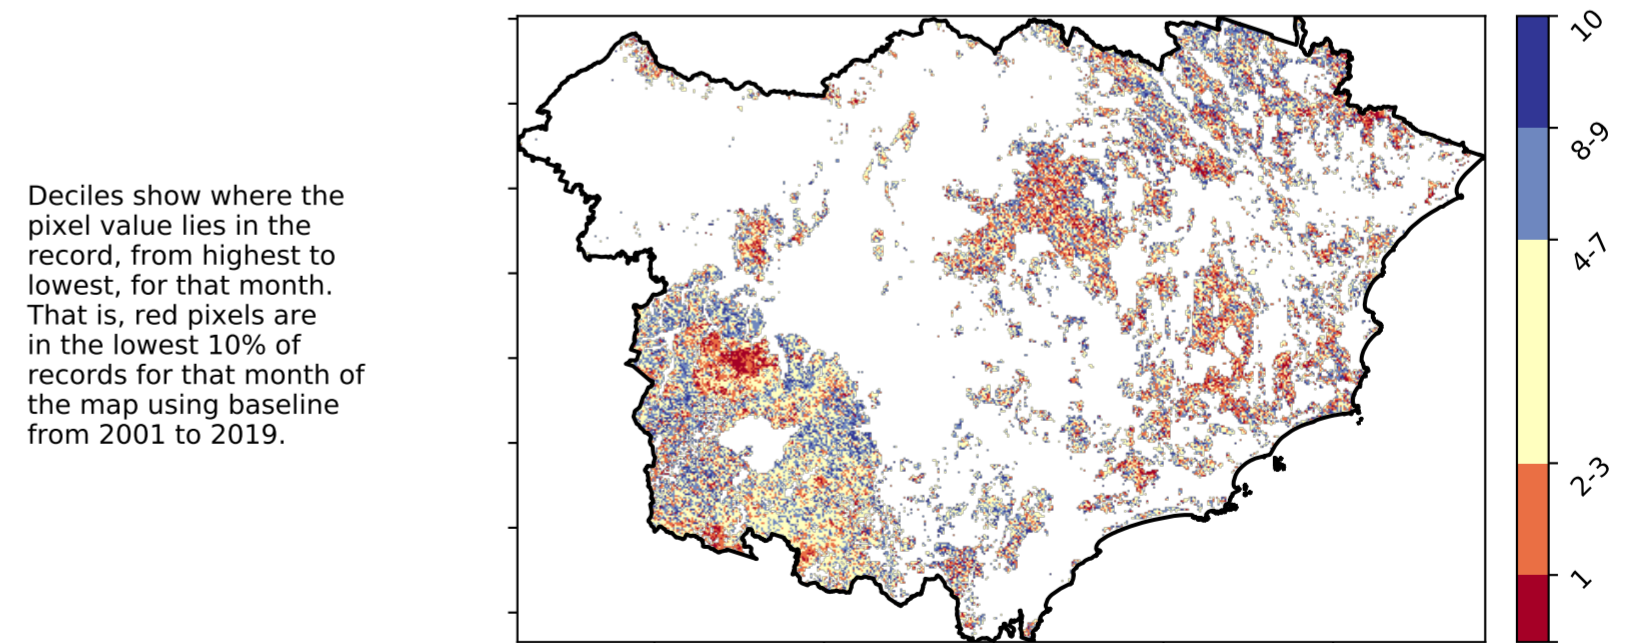 Deciles show where the
pixel value lies in the
record, from highest to
lowest, for that month.
That is, red pixels are
in the lowest 10% of
records for that month of
the map using baseline
from 2001 to 2019.
10
8-9
4-7
2-3
1